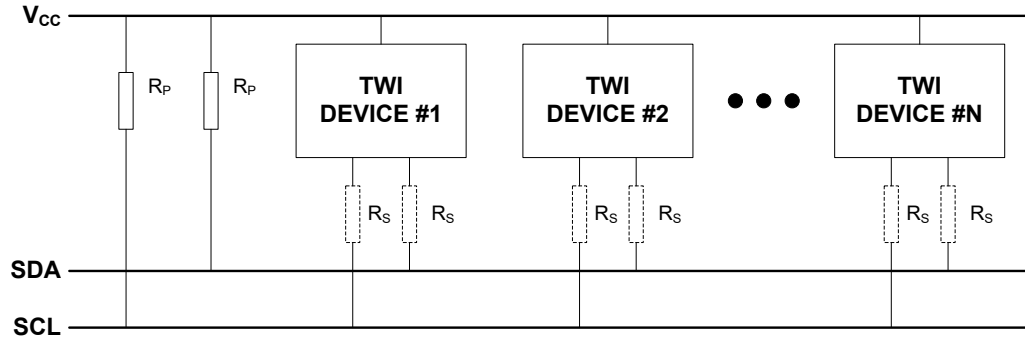 VCC
RP
RP
TWI
DEVICE #1
TWI
DEVICE #2
TWI
DEVICE #N
RS
RS
RS
RS
RS
RS
SDA
SCL